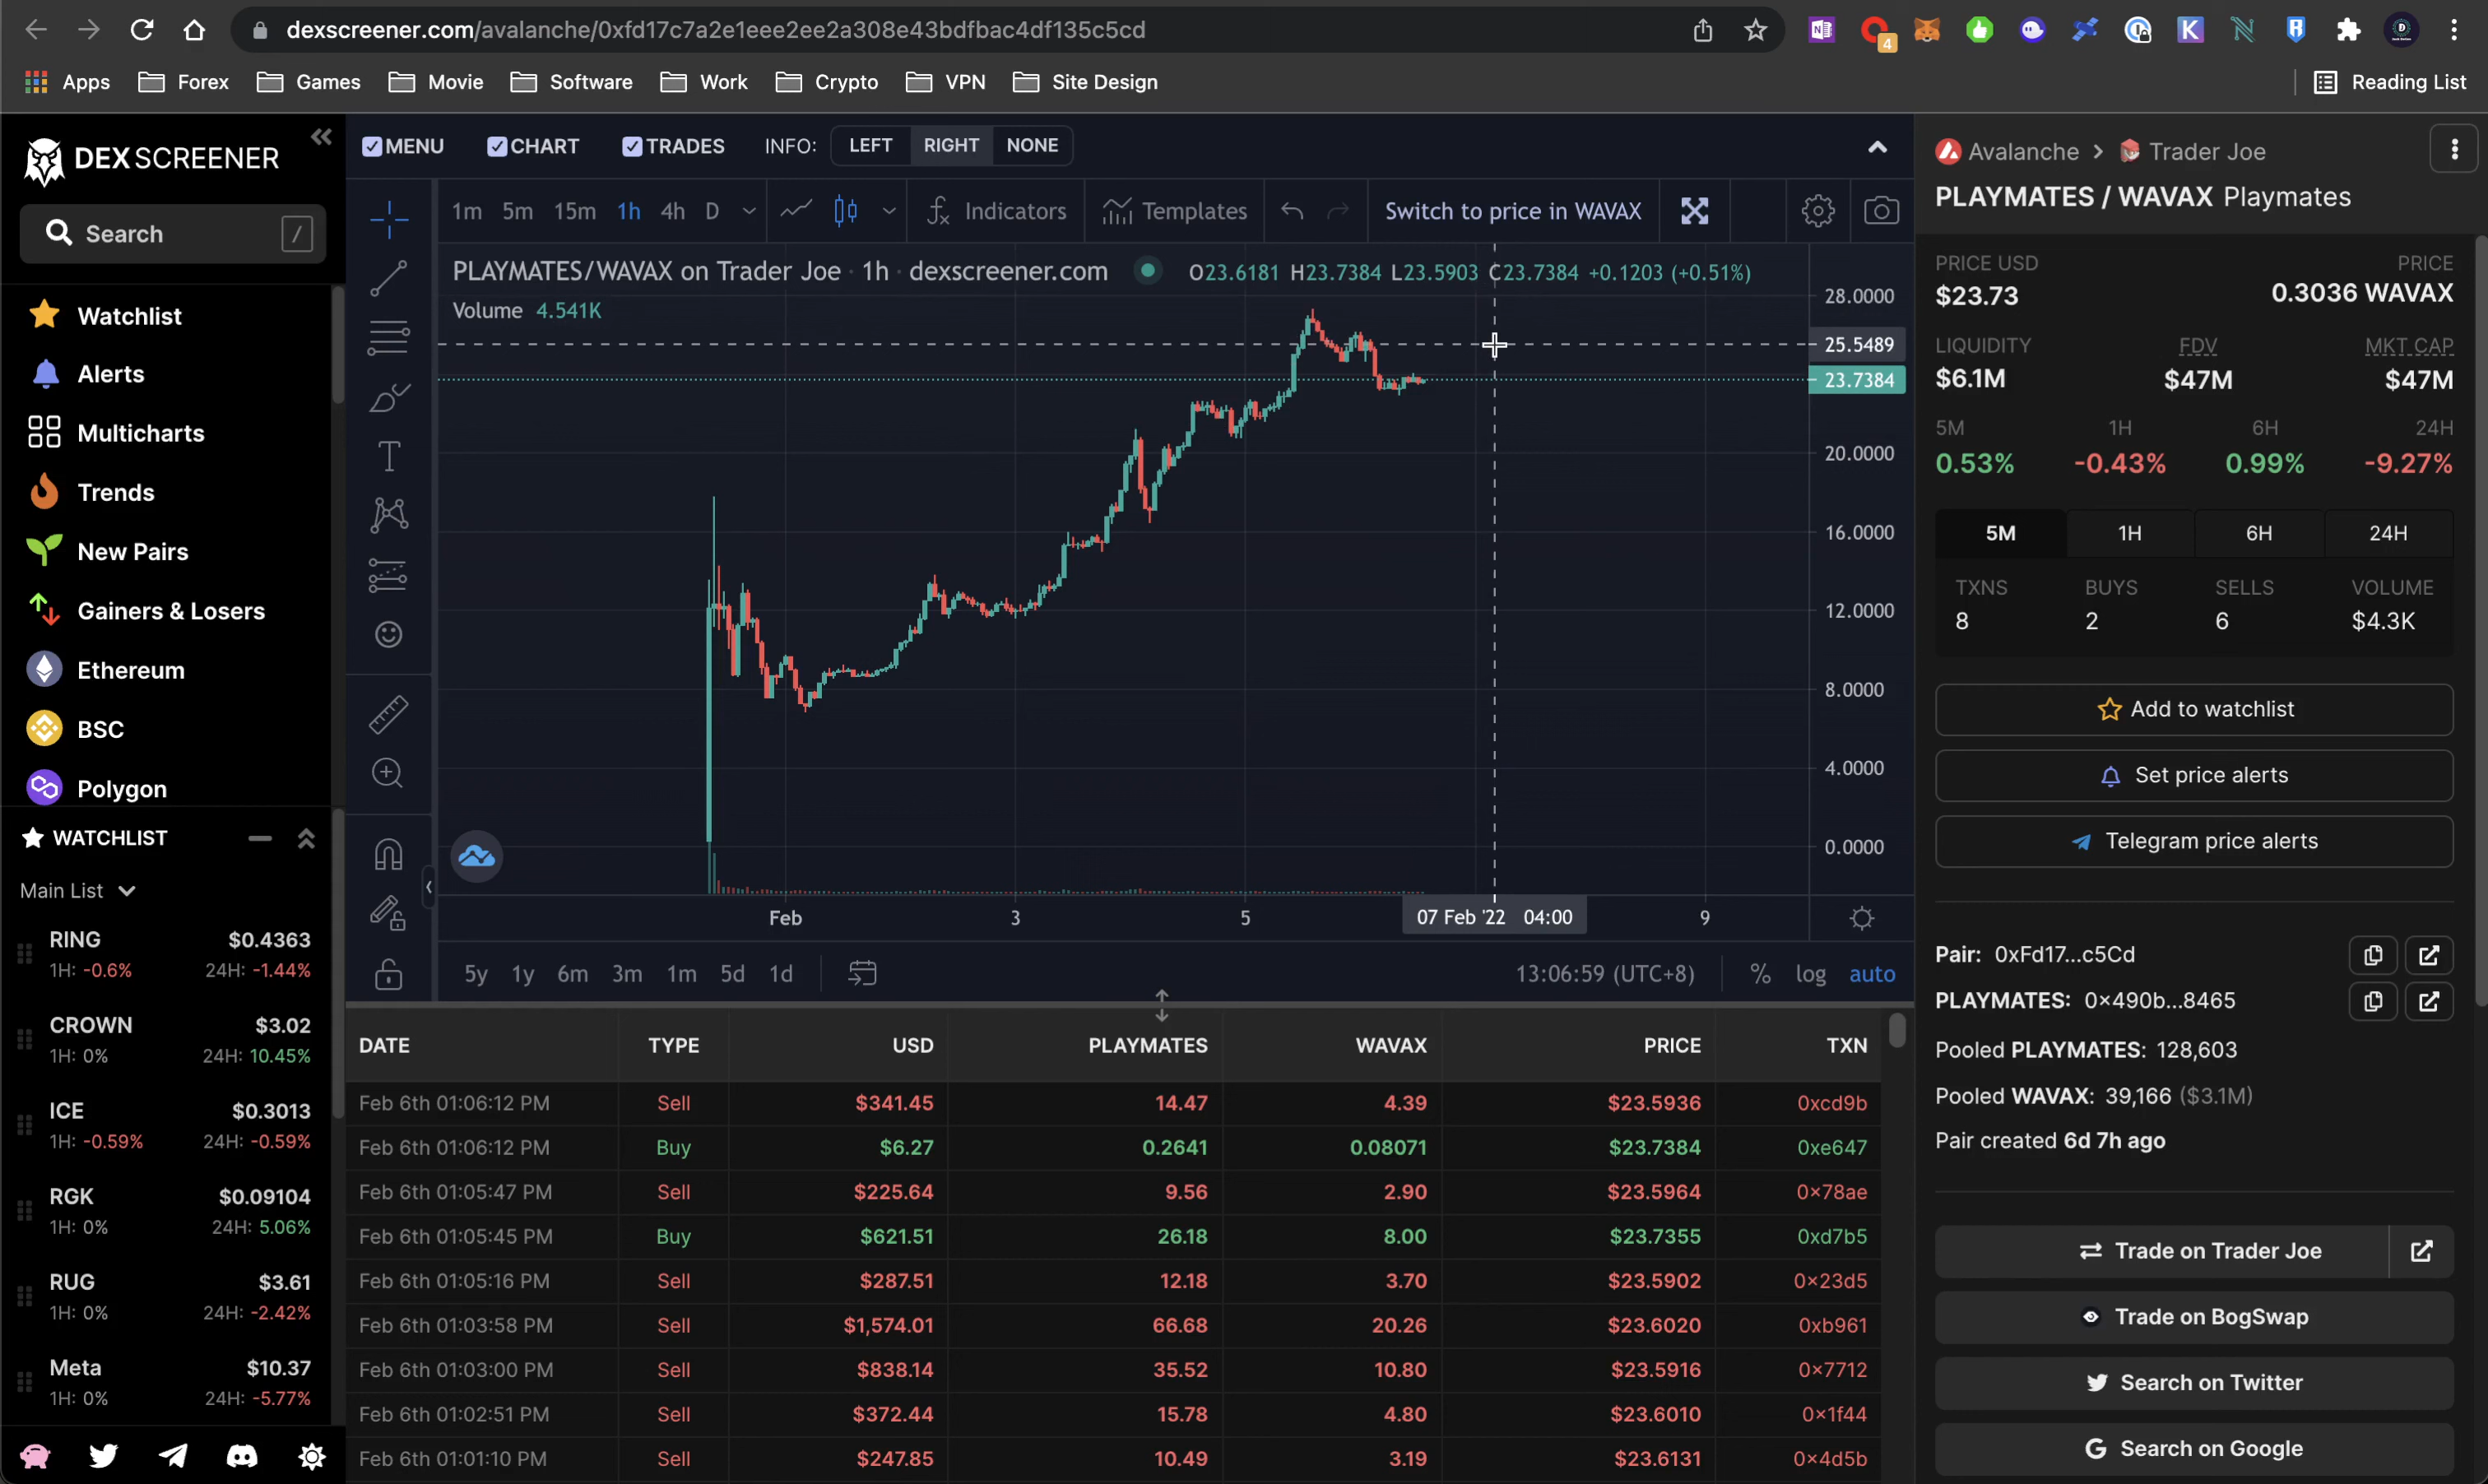 dexscreener.com/avalanche/0xfd17c7a2e1eee2ee2a308e43bdfbac4df135c5cd
4
Apps Forex Games Movie Software Work Crypto VPN Site Design Reading List
DEX SCREENER
Search /
Watchlist
Alerts
Multicharts
Trends
New Pairs
Gainers & Losers
Ethereum
BSC
Polygon
WATCHLIST
Main List
RING $0.4363
1H: -0.6% 24H: -1.44%
CROWN $3.02
1H: 0% 24H: 10.45%
ICE $0.3013
1H: -0.59% 24H: -0.59%
RGK $0.09104
1H: 0% 24H: 5.06%
RUG $3.61
1H: 0% 24H: -2.42%
Meta $10.37
1H: 0% 24H: -5.77%
MENU CHART TRADES INFO: LEFT RIGHT NONE
1m 5m 15m 1h 4h D Indicators Templates Switch to price in WAVAX
PLAYMATES/WAVAX on Trader Joe · 1h · dexscreener.com O23.6181 H23.7384 L23.5903 C23.7384 +0.1203 (+0.51%)
Volume 4.541K
28.0000
25.5489
23.7384
20.0000
16.0000
12.0000
8.0000
4.0000
0.0000
Feb 3 5 07 Feb '22 04:00 9
5y 1y 6m 3m 1m 5d 1d 13:06:59 (UTC+8) % log auto
DATE TYPE USD PLAYMATES WAVAX PRICE TXN
Feb 6th 01:06:12 PM Sell $341.45 14.47 4.39 $23.5936 0xcd9b
Feb 6th 01:06:12 PM Buy $6.27 0.2641 0.08071 $23.7384 0xe647
Feb 6th 01:05:47 PM Sell $225.64 9.56 2.90 $23.5964 0x78ae
Feb 6th 01:05:45 PM Buy $621.51 26.18 8.00 $23.7355 0xd7b5
Feb 6th 01:05:16 PM Sell $287.51 12.18 3.70 $23.5902 0x23d5
Feb 6th 01:03:58 PM Sell $1,574.01 66.68 20.26 $23.6020 0xb961
Feb 6th 01:03:00 PM Sell $838.14 35.52 10.80 $23.5916 0x7712
Feb 6th 01:02:51 PM Sell $372.44 15.78 4.80 $23.6010 0x1f44
Feb 6th 01:01:10 PM Sell $247.85 10.49 3.19 $23.6131 0x4d5b
Avalanche > Trader Joe
PLAYMATES / WAVAX Playmates
PRICE USD PRICE
$23.73 0.3036 WAVAX
LIQUIDITY FDV MKT CAP
$6.1M $47M $47M
5M 1H 6H 24H
0.53% -0.43% 0.99% -9.27%
5M 1H 6H 24H
TXNS BUYS SELLS VOLUME
8 2 6 $4.3K
Add to watchlist
Set price alerts
Telegram price alerts
Pair: 0xFd17...c5Cd
PLAYMATES: 0x490b...8465
Pooled PLAYMATES: 128,603
Pooled WAVAX: 39,166 ($3.1M)
Pair created 6d 7h ago
Trade on Trader Joe
Trade on BogSwap
Search on Twitter
Search on Google